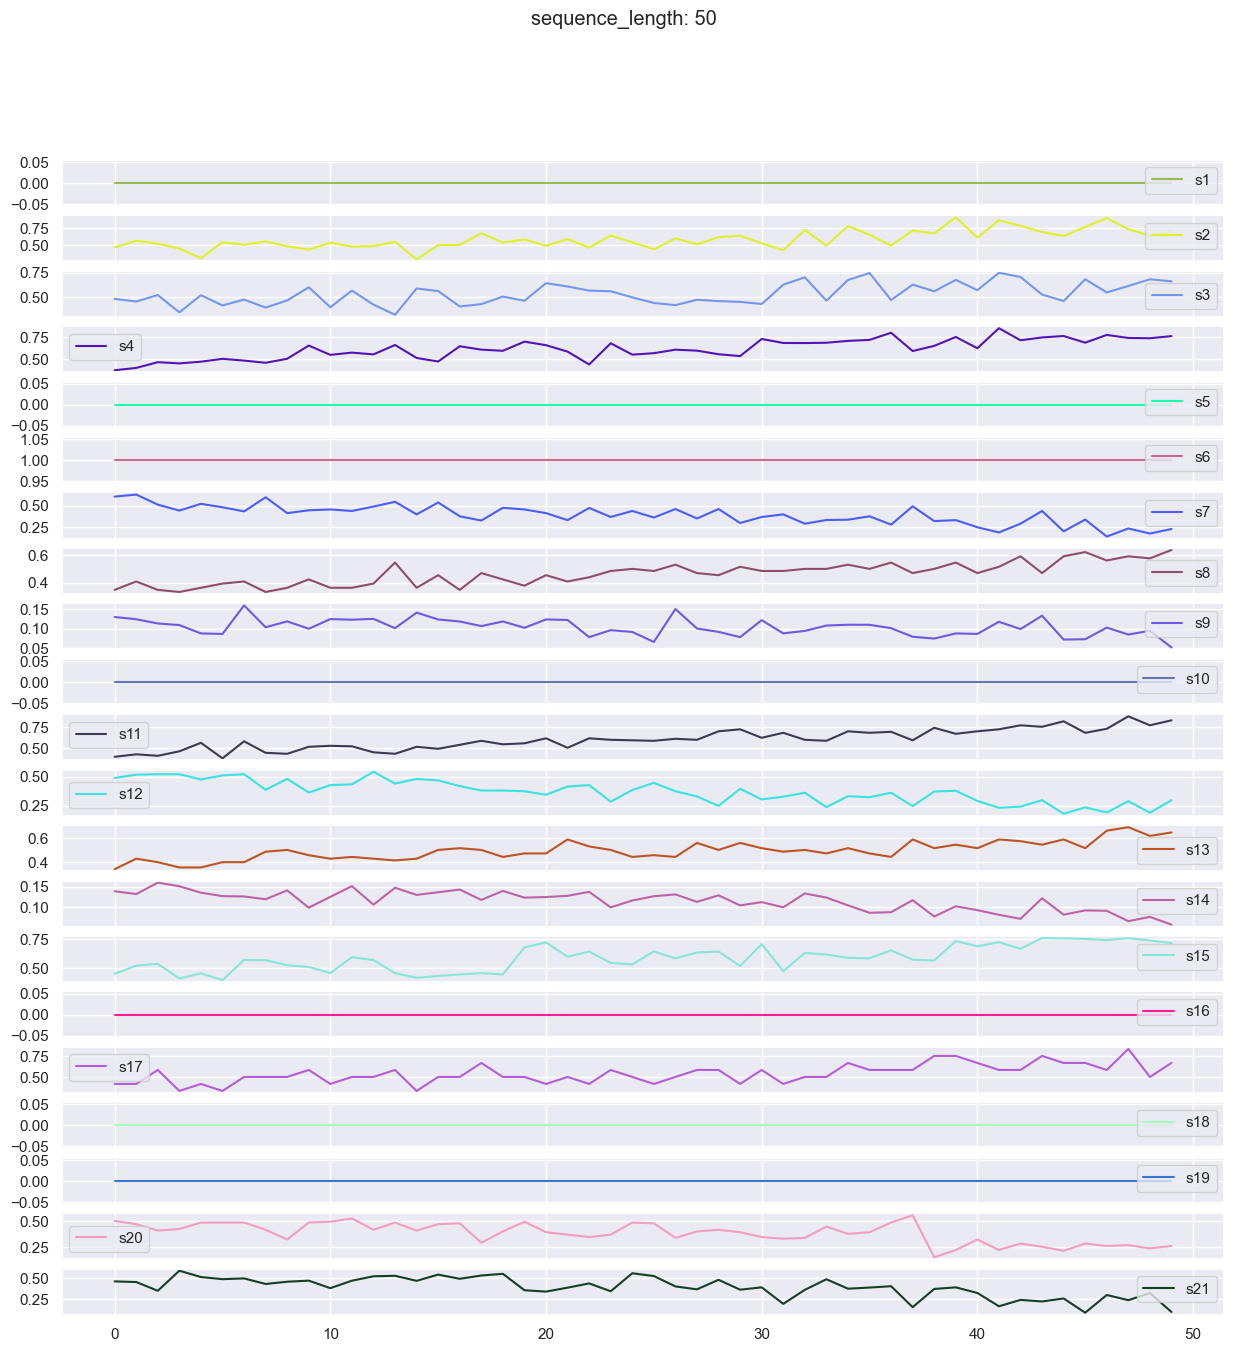 sequence_length: 50
0.05
0.00
−0.05
s1
0.75
0.50
s2
0.75
0.50
s3
0.75
0.50
s4
0.05
0.00
−0.05
s5
1.05
1.00
0.95
s6
0.50
0.25
s7
0.6
0.4
s8
0.15
0.10
0.05
s9
0.05
0.00
−0.05
s10
0.75
0.50
s11
0.50
0.25
s12
0.6
0.4
s13
0.15
0.10
s14
0.75
0.50
s15
0.05
0.00
−0.05
s16
0.75
0.50
s17
0.05
0.00
−0.05
s18
0.05
0.00
−0.05
s19
0.50
0.25
s20
0.50
0.25
s21
0 10 20 30 40 50